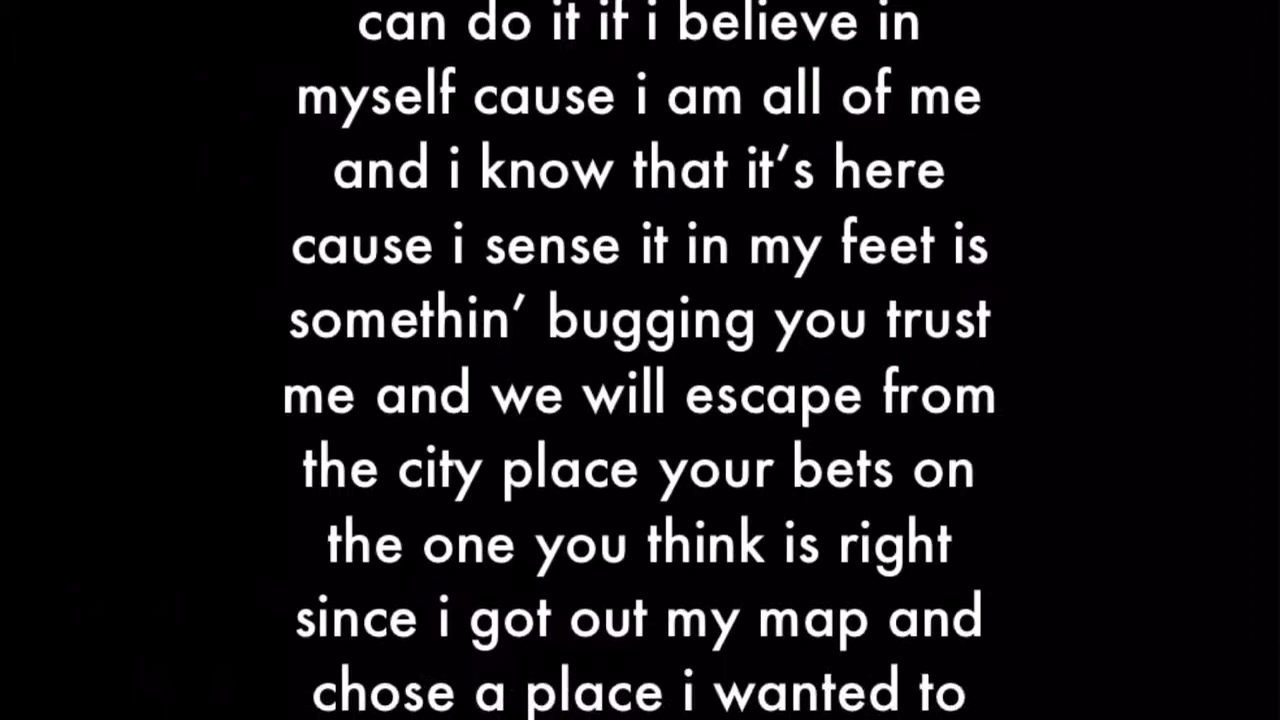 can do it if i believe in
myself cause i am all of me
and i know that it’s here
cause i sense it in my feet is
somethin’ bugging you trust
me and we will escape from
the city place your bets on
the one you think is right
since i got out my map and
chose a place i wanted to